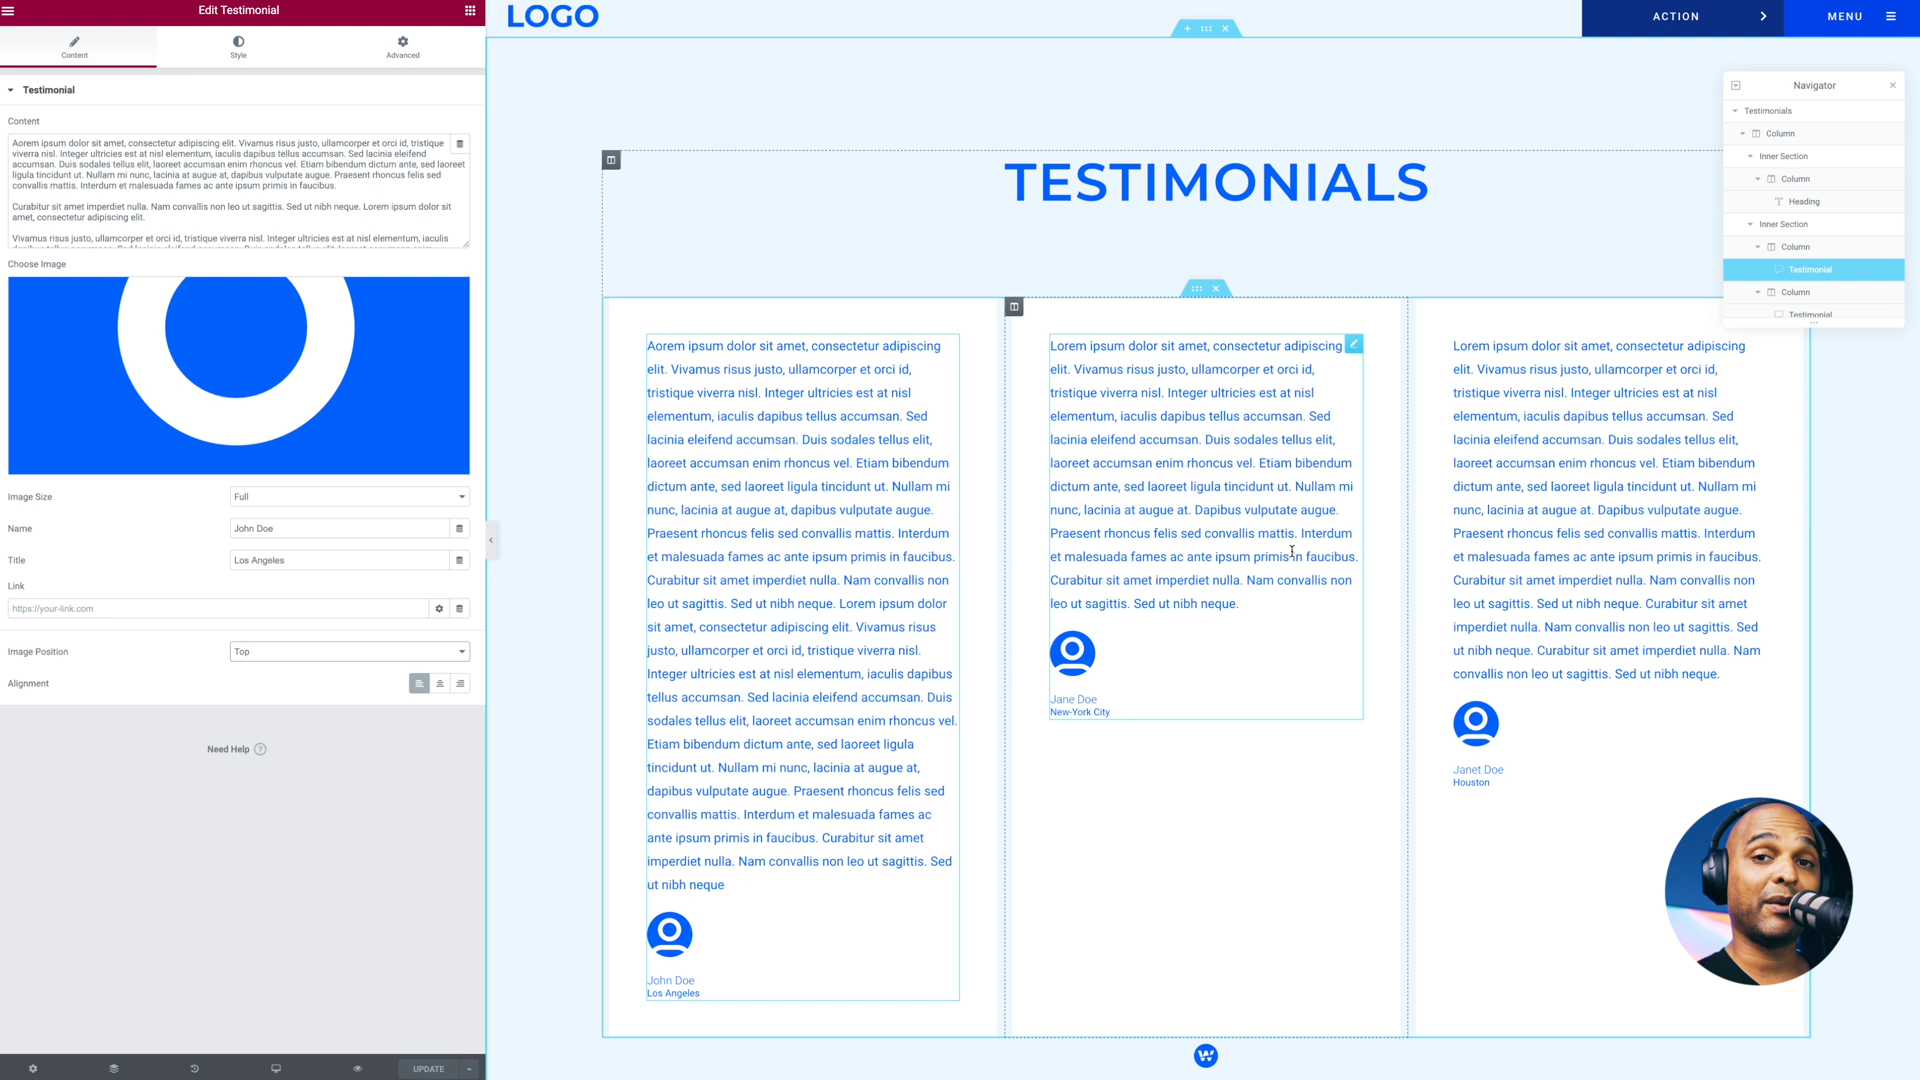 Edit Testimonial
Content
Style
Advanced
Testimonial
Content
Aorem ipsum dolor sit amet, consectetur adipiscing elit. Vivamus risus justo, ullamcorper et orci id, tristique
viverra nisl. Integer ultricies est at nisl elementum, iaculis dapibus tellus accumsan. Sed lacinia eleifend
accumsan. Duis sodales tellus elit, laoreet accumsan enim rhoncus vel. Etiam bibendum dictum ante, sed laoreet
ligula tincidunt ut. Nullam mi nunc, lacinia at augue at, dapibus vulputate augue. Praesent rhoncus felis sed
convallis mattis. Interdum et malesuada fames ac ante ipsum primis in faucibus.
Curabitur sit amet imperdiet nulla. Nam convallis non leo ut sagittis. Sed ut nibh neque. Lorem ipsum dolor sit
amet, consectetur adipiscing elit.
Vivamus risus justo, ullamcorper et orci id, tristique viverra nisl. Integer ultricies est at nisl elementum, iaculis
Choose Image
Image Size
Full
Name
John Doe
Title
Los Angeles
Link
https://your-link.com
Image Position
Top
Alignment
Need Help ?
UPDATE
LOGO
ACTION
MENU
TESTIMONIALS
Aorem ipsum dolor sit amet, consectetur adipiscing
elit. Vivamus risus justo, ullamcorper et orci id,
tristique viverra nisl. Integer ultricies est at nisl
elementum, iaculis dapibus tellus accumsan. Sed
lacinia eleifend accumsan. Duis sodales tellus elit,
laoreet accumsan enim rhoncus vel. Etiam bibendum
dictum ante, sed laoreet ligula tincidunt ut. Nullam mi
nunc, lacinia at augue at, dapibus vulputate augue.
Praesent rhoncus felis sed convallis mattis. Interdum
et malesuada fames ac ante ipsum primis in faucibus.
Curabitur sit amet imperdiet nulla. Nam convallis non
leo ut sagittis. Sed ut nibh neque. Lorem ipsum dolor
sit amet, consectetur adipiscing elit. Vivamus risus
justo, ullamcorper et orci id, tristique viverra nisl.
Integer ultricies est at nisl elementum, iaculis dapibus
tellus accumsan. Sed lacinia eleifend accumsan. Duis
sodales tellus elit, laoreet accumsan enim rhoncus vel.
Etiam bibendum dictum ante, sed laoreet ligula
tincidunt ut. Nullam mi nunc, lacinia at augue at,
dapibus vulputate augue. Praesent rhoncus felis sed
convallis mattis. Interdum et malesuada fames ac
ante ipsum primis in faucibus. Curabitur sit amet
imperdiet nulla. Nam convallis non leo ut sagittis. Sed
ut nibh neque
John Doe
Los Angeles
Lorem ipsum dolor sit amet, consectetur adipiscing
elit. Vivamus risus justo, ullamcorper et orci id,
tristique viverra nisl. Integer ultricies est at nisl
elementum, iaculis dapibus tellus accumsan. Sed
lacinia eleifend accumsan. Duis sodales tellus elit,
laoreet accumsan enim rhoncus vel. Etiam bibendum
dictum ante, sed laoreet ligula tincidunt ut. Nullam mi
nunc, lacinia at augue at. Dapibus vulputate augue.
Praesent rhoncus felis sed convallis mattis. Interdum
et malesuada fames ac ante ipsum primis in faucibus.
Curabitur sit amet imperdiet nulla. Nam convallis non
leo ut sagittis. Sed ut nibh neque.
Jane Doe
New-York City
Lorem ipsum dolor sit amet, consectetur adipiscing
elit. Vivamus risus justo, ullamcorper et orci id,
tristique viverra nisl. Integer ultricies est at nisl
elementum, iaculis dapibus tellus accumsan. Sed
lacinia eleifend accumsan. Duis sodales tellus elit,
laoreet accumsan enim rhoncus vel. Etiam bibendum
dictum ante, sed laoreet ligula tincidunt ut. Nullam mi
nunc, lacinia at augue at. Dapibus vulputate augue.
Praesent rhoncus felis sed convallis mattis. Interdum
et malesuada fames ac ante ipsum primis in faucibus.
Curabitur sit amet imperdiet nulla. Nam convallis non
leo ut sagittis. Sed ut nibh neque. Curabitur sit amet
imperdiet nulla. Nam convallis non leo ut sagittis. Sed
ut nibh neque. Curabitur sit amet imperdiet nulla. Nam
convallis non leo ut sagittis. Sed ut nibh neque.
Janet Doe
Houston
Navigator
Testimonials
Column
Inner Section
Column
Heading
Inner Section
Column
Testimonial
Column
Testimonial
W